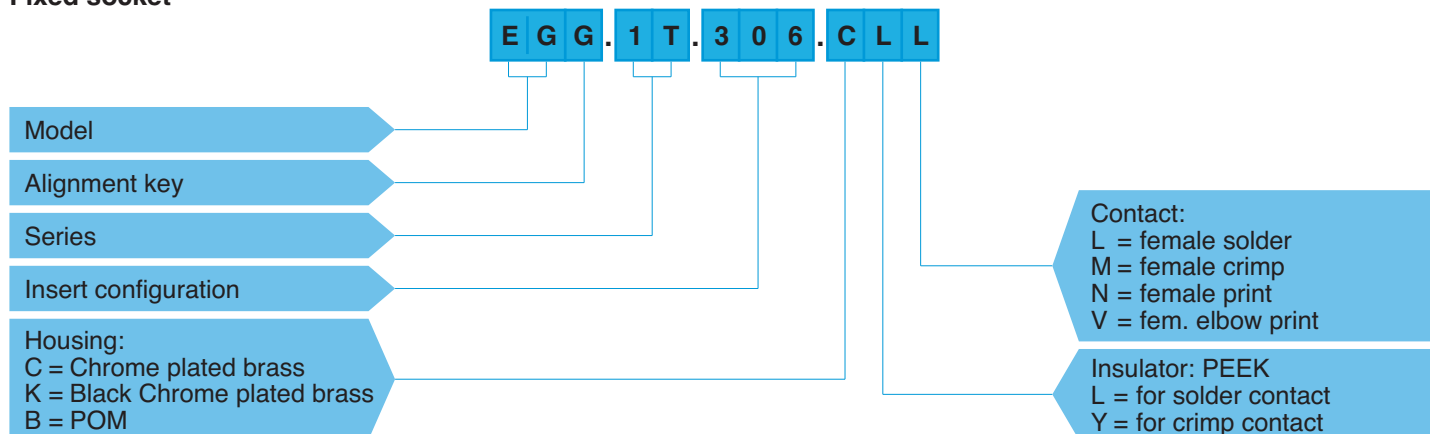 Fixed socket
EGG.1T.306.CLL
Model
Alignment key
Series
Insert configuration
Housing:
C = Chrome plated brass
K = Black Chrome plated brass
B = POM
Contact:
L = female solder
M = female crimp
N = female print
V = fem. elbow print
Insulator: PEEK
L = for solder contact
Y = for crimp contact